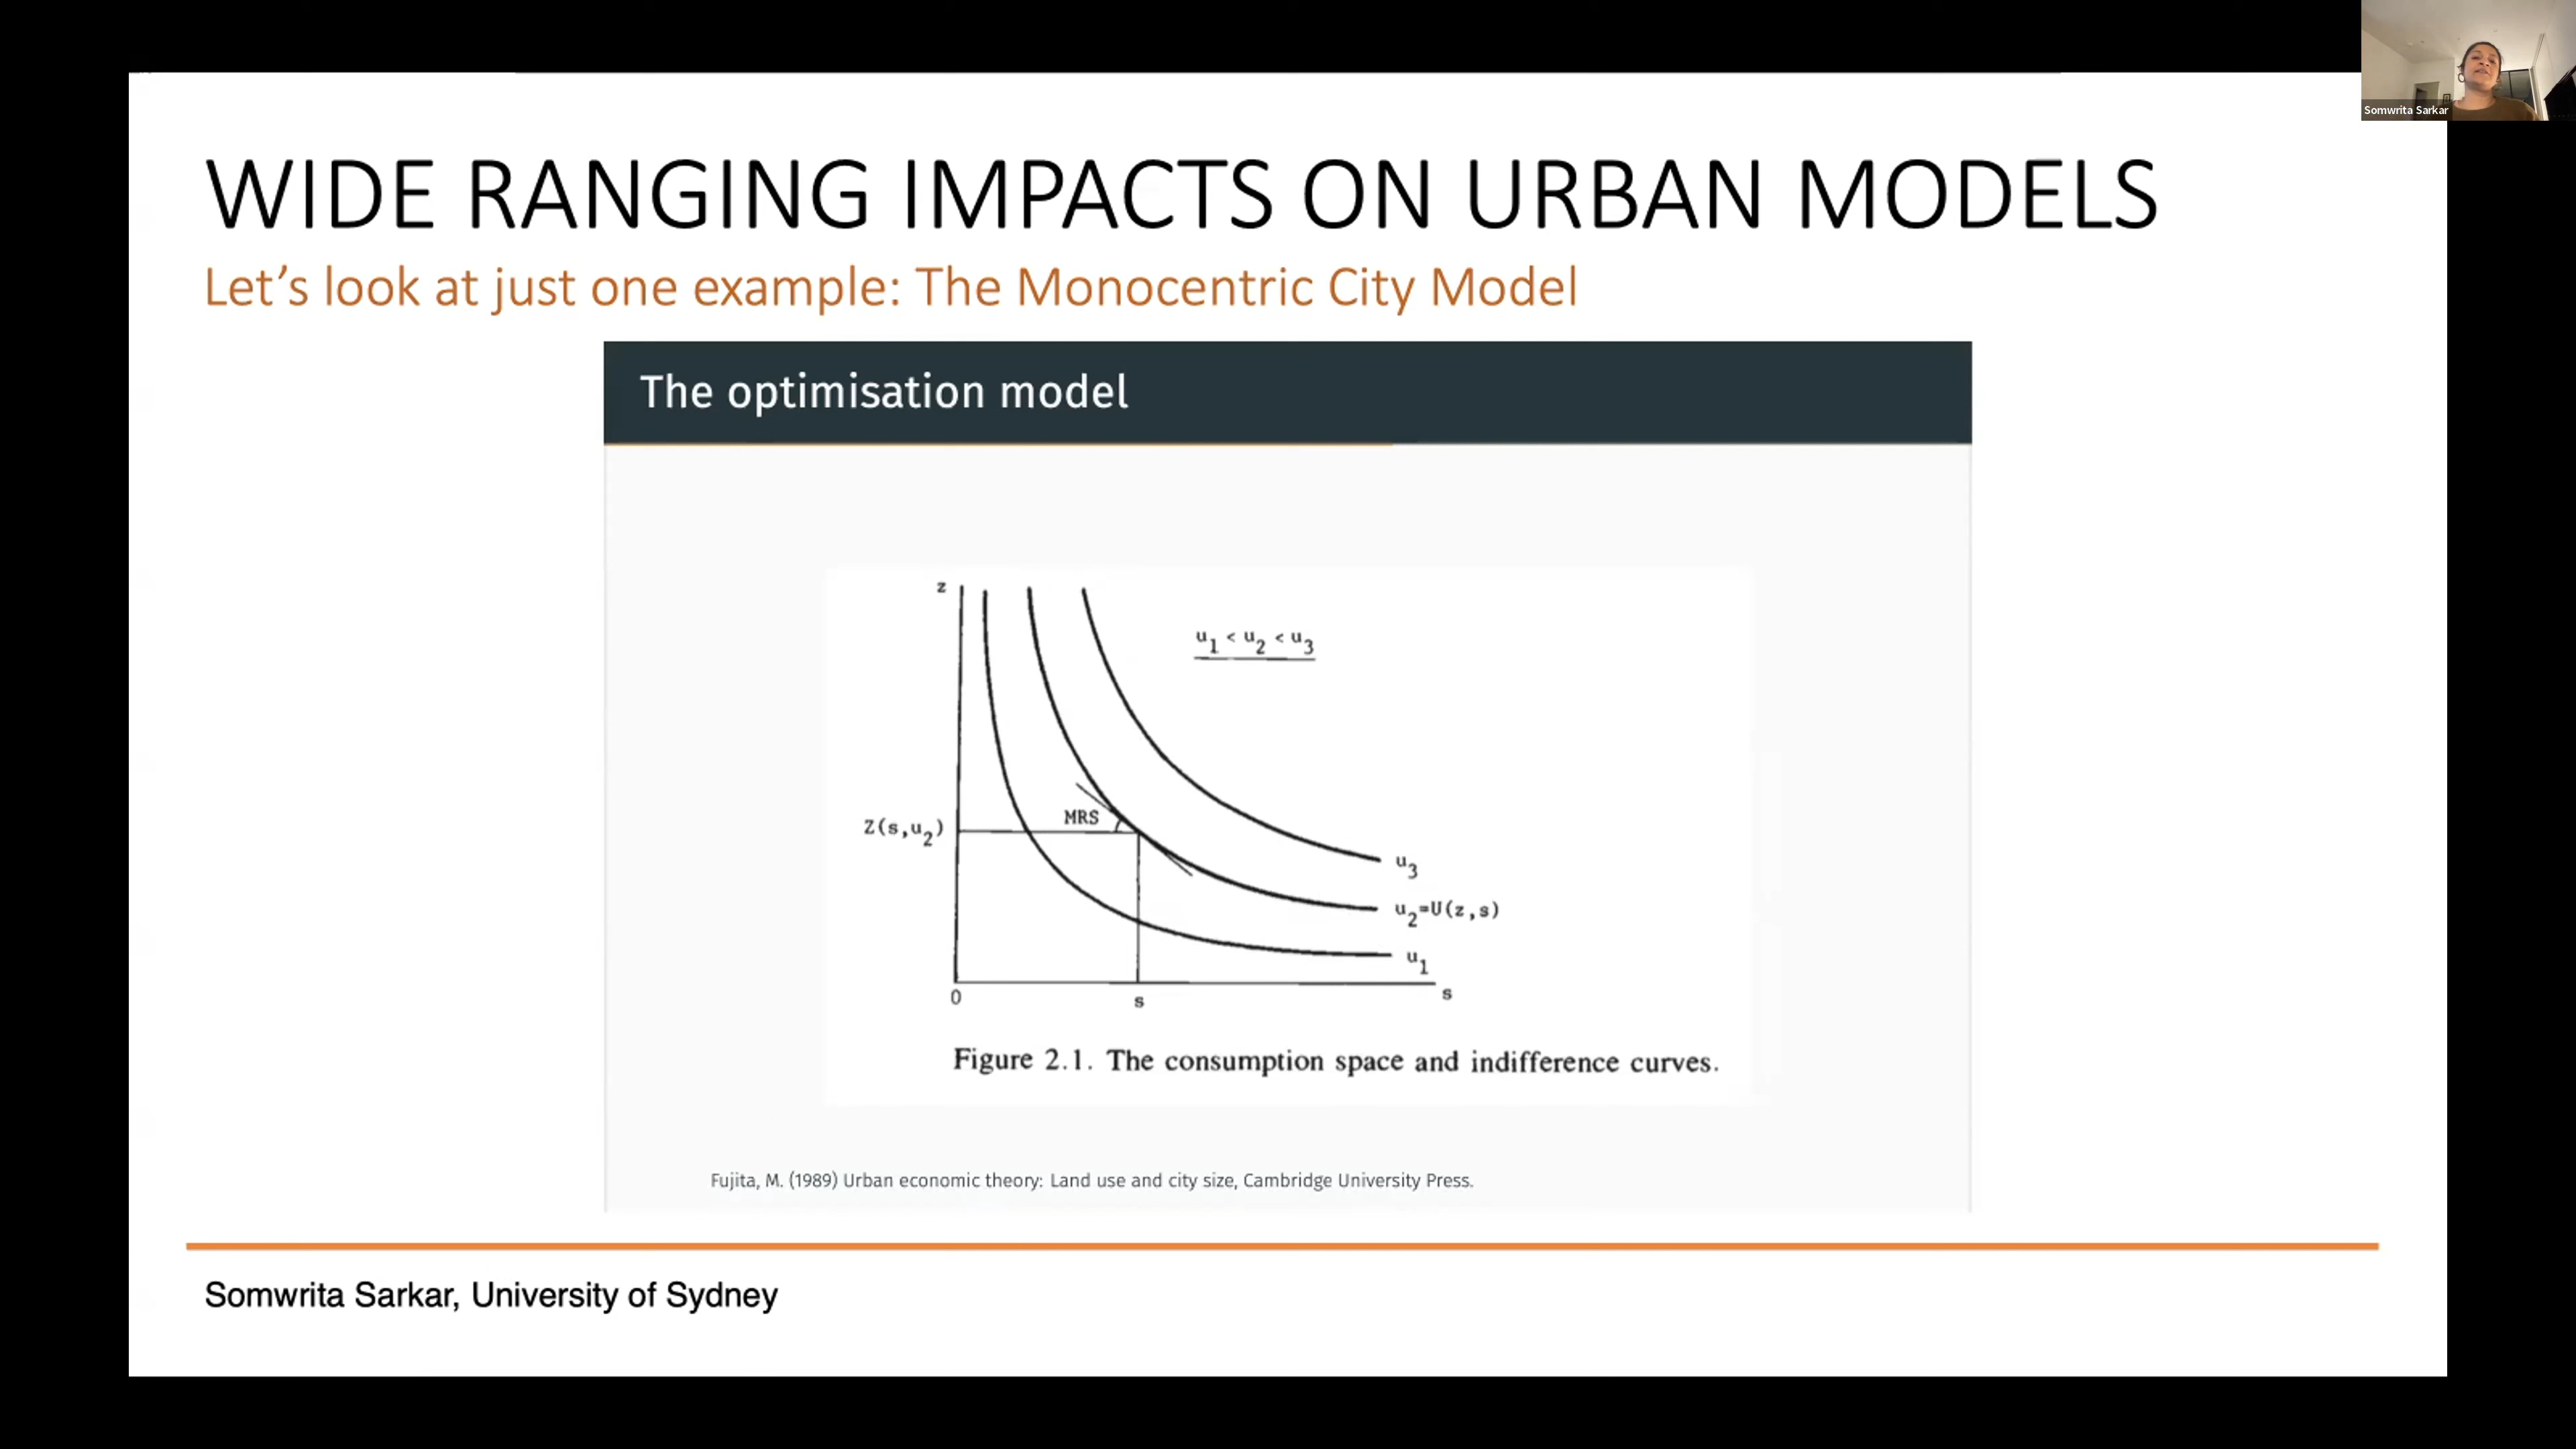 Somwrita Sarkar
WIDE RANGING IMPACTS ON URBAN MODELS
Let's look at just one example: The Monocentric City Model
The optimisation model
z
u1 < u2 < u3
MRS
Z(s,u2)
u3
u2=U(z,s)
u1
0
s
s
Figure 2.1. The consumption space and indifference curves.
Fujita, M. (1989) Urban economic theory: Land use and city size, Cambridge University Press.
Somwrita Sarkar, University of Sydney